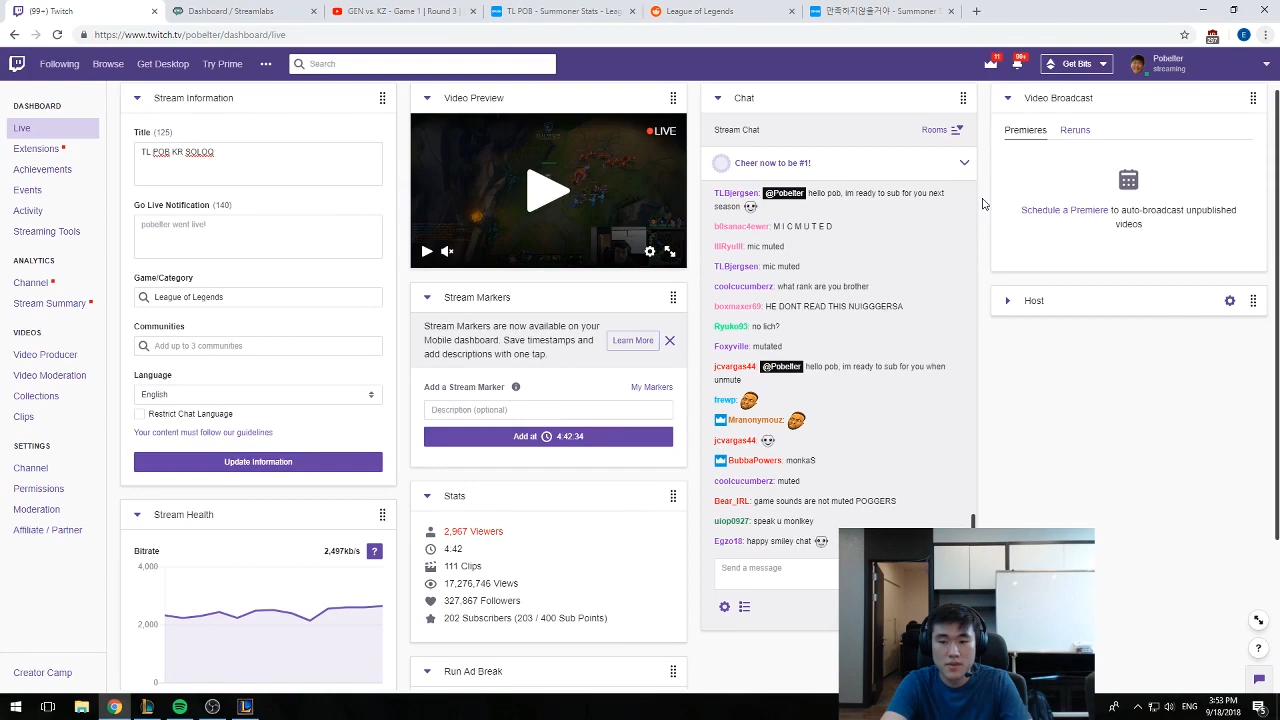 (99+) Twitch
Dashboard / Streamlabs
GEN vs. KZ - Game 1 | Round 3
TL POB - Summoner Stats - Leag
League of Legends
만족하지않을거야 - Summoner S
https://www.twitch.tv/pobelter/dashboard/live
Following
Browse
Get Desktop
Try Prime
Search
11
99+
Get Bits
Pobelter
streaming
DASHBOARD
Live
Extensions
Achievements
Events
Activity
Streaming Tools
ANALYTICS
Channel
Stream Summary
VIDEOS
Video Producer
Video Moderation
Collections
Clips
SETTINGS
Channel
Permissions
Moderation
Affiliate / Partner
Creator Camp
Stream Information
Title (125)
TL POB KR SOLOQ
Go Live Notification (140)
pobelter went live!
Game/Category
League of Legends
Communities
Add up to 3 communities
Language
English
Restrict Chat Language
Your content must follow our guidelines
Update Information
Stream Health
Bitrate
2,497kb/s
?
4,000
2,000
0
Video Preview
LIVE
Stream Markers
Stream Markers are now available on your
Mobile dashboard. Save timestamps and
add descriptions with one tap.
Learn More
Add a Stream Marker
My Markers
Description (optional)
Add at 4:42:34
Stats
2,967 Viewers
4:42
111 Clips
17,276,746 Views
327,867 Followers
202 Subscribers (203 / 400 Sub Points)
Run Ad Break
Chat
Stream Chat
Rooms
Cheer now to be #1!
TLBjergsen: @Pobelter hello pob, im ready to sub for you next
season
b0sanac4ewer: M I C M U T E D
IIIRyuIII: mic muted
TLBjergsen: mic muted
coolcucumberz: what rank are you brother
boxmaxer69: HE DONT READ THIS NUIGGGERSA
Ryuko93: no lich?
Foxyville: mutated
jcvargas44: @Pobelter hello pob, im ready to sub for you when
unmute
frewp:
Mranonymouz:
jcvargas44:
BubbaPowers: monkaS
coolcucumberz: muted
Bear_IRL: game sounds are not muted POGGERS
uiop0927: speak u monlkey
Egzo18: happy smiley chat
Send a message
Video Broadcast
Premieres
Reruns
Schedule a Premiere to auto-broadcast unpublished
videos
Host
?
ENG
3:53 PM
9/18/2018